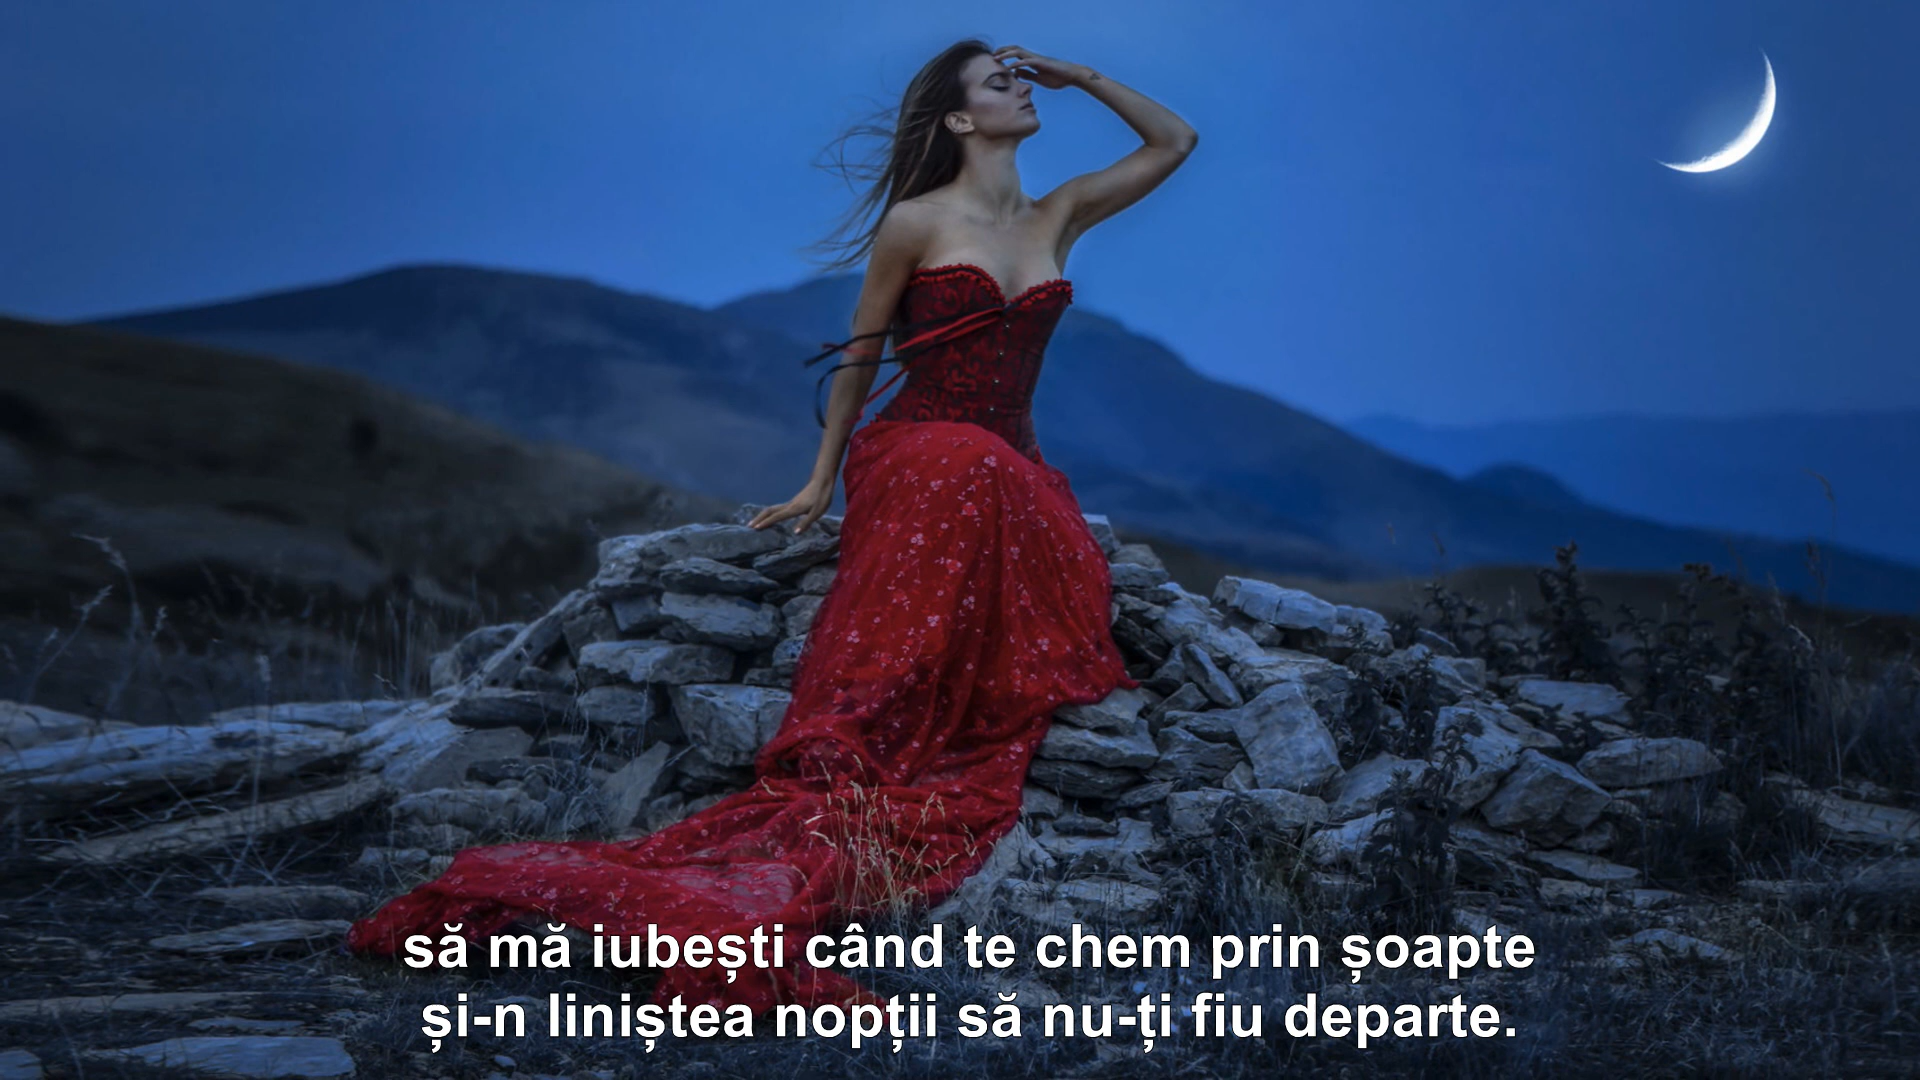 să mă iubești când te chem prin șoapte
și-n liniștea nopții să nu-ți fiu departe.